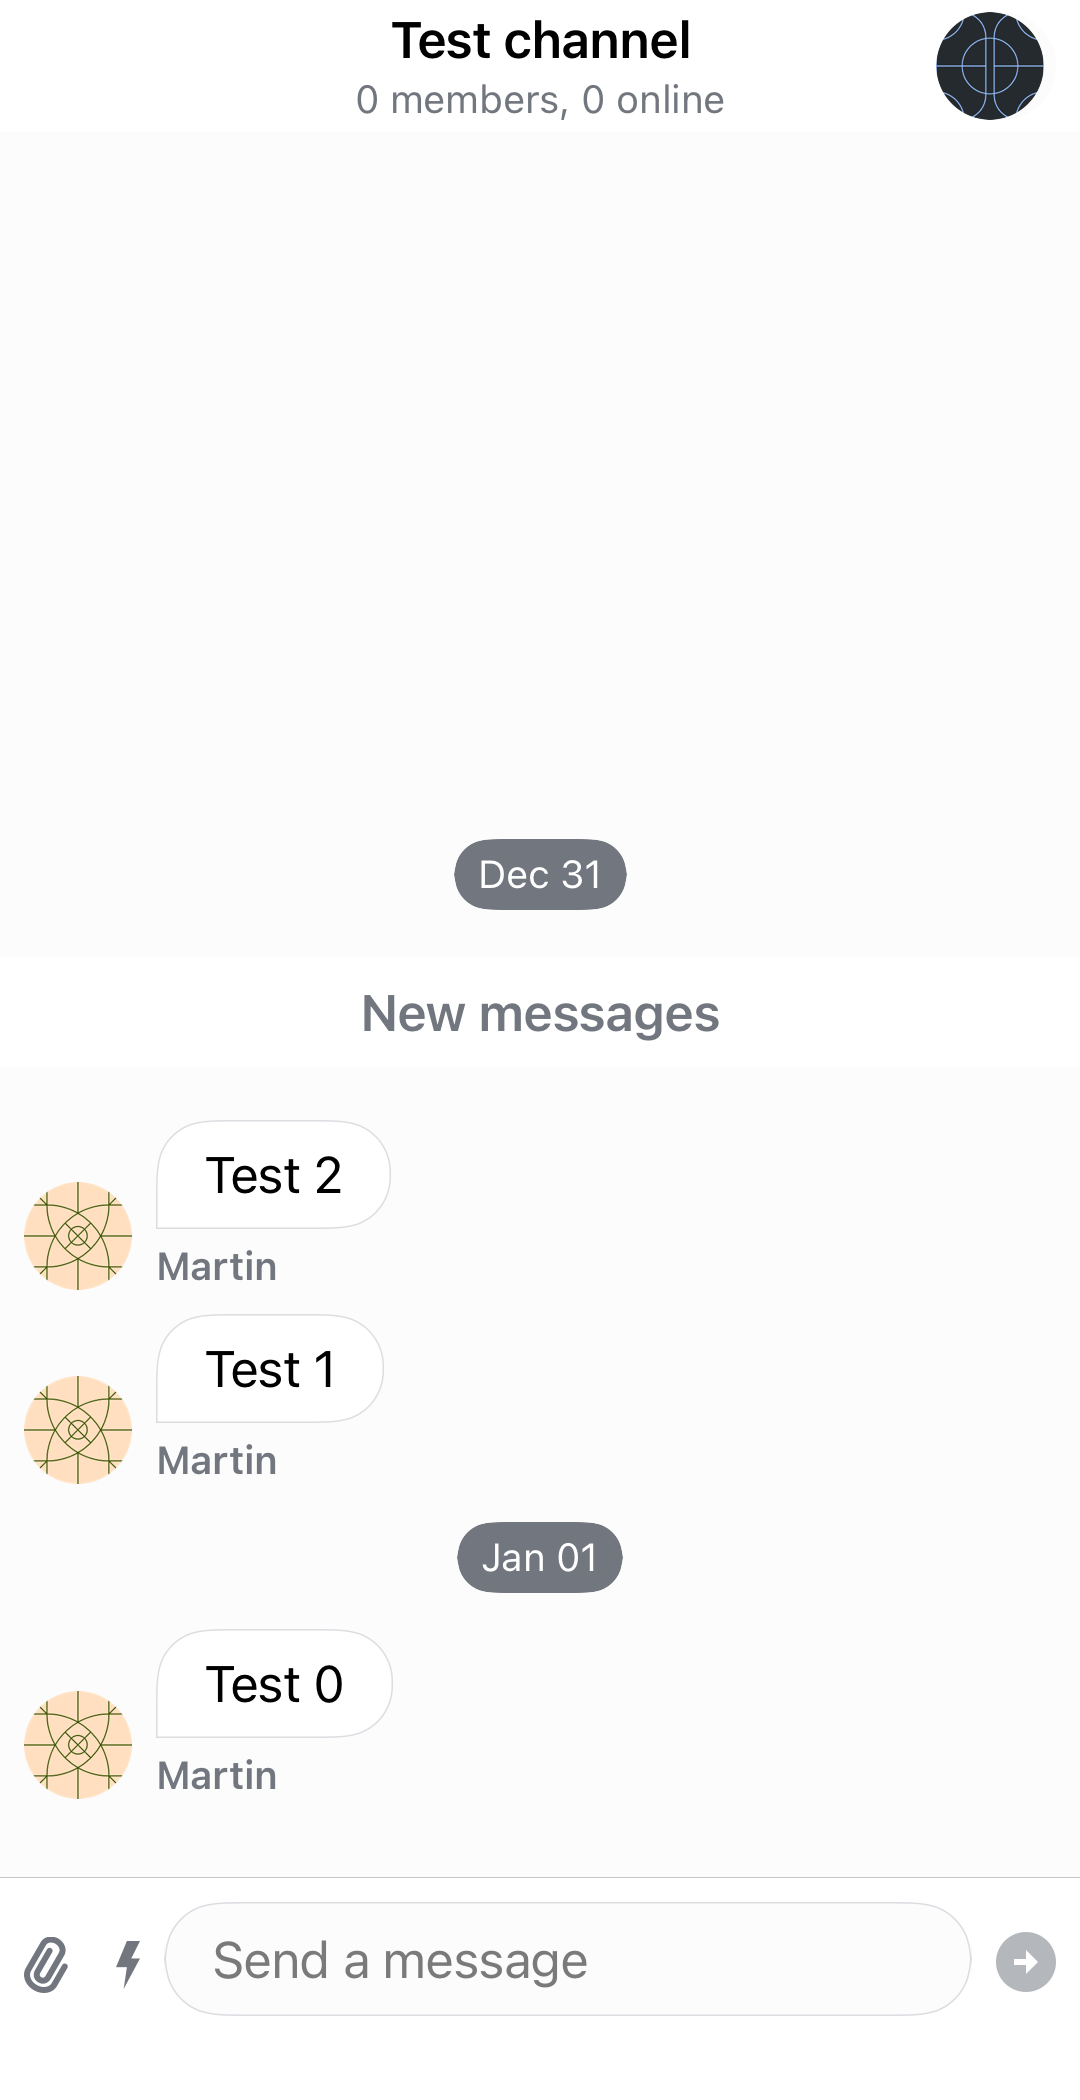 Test channel
0 members, 0 online
Dec 31
New messages
Test 2
Martin
Test 1
Martin
Jan 01
Test 0
Martin
Send a message